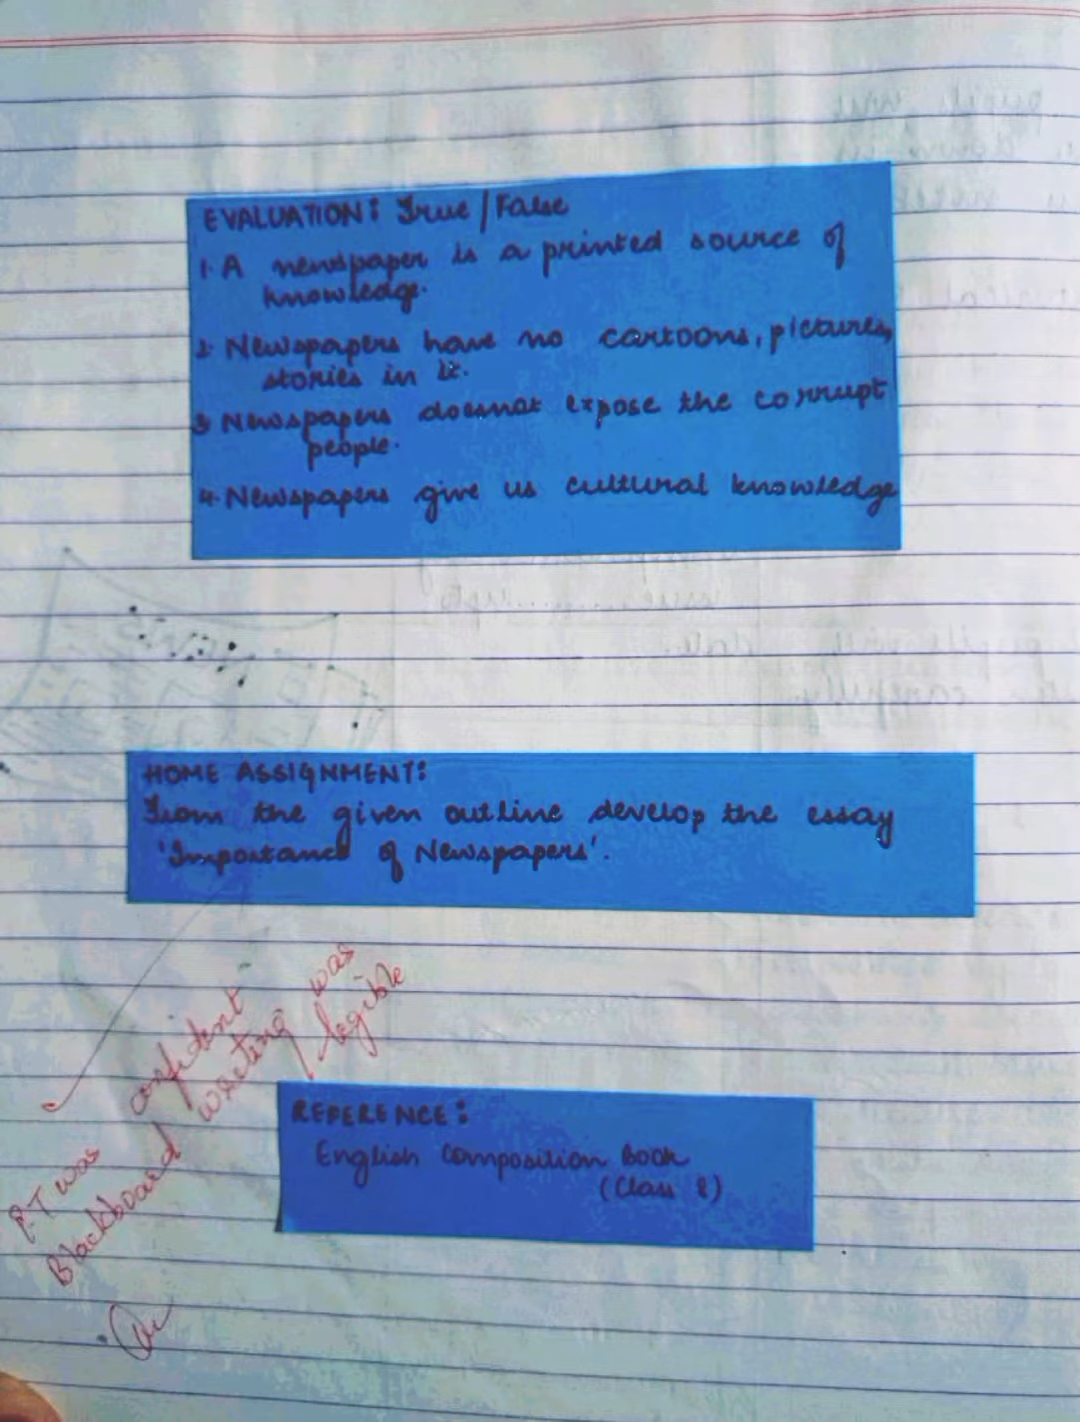 EVALUATION: True/False
1. A newspaper is a printed source of
knowledge.
2. Newspapers have no cartoons, pictures,
stories in it.
3 Newspapers doesnot expose the corrupt
people.
4. Newspapers give us cultural knowledge
HOME ASSIGNMENT:
From the given outline develop the essay
'Importance of Newspapers'.
P.T was confident
Blackboard writing was
legible
REFERENCE:
English Composition Book
(Class 8)